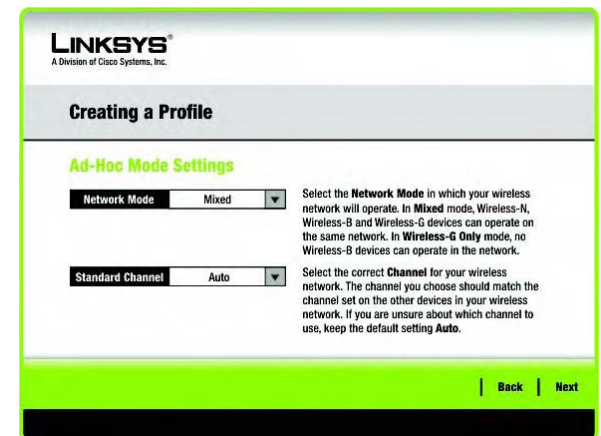 LINKSYS®
A Division of Cisco Systems, Inc.
Creating a Profile
Ad-Hoc Mode Settings
Network Mode
Mixed
Select the Network Mode in which your wireless
network will operate. In Mixed mode, Wireless-N,
Wireless-B and Wireless-G devices can operate on
the same network. In Wireless-G Only mode, no
Wireless-B devices can operate in the network.
Standard Channel
Auto
Select the correct Channel for your wireless
network. The channel you choose should match the
channel set on the other devices in your wireless
network. If you are unsure about which channel to
use, keep the default setting Auto.
Back
Next